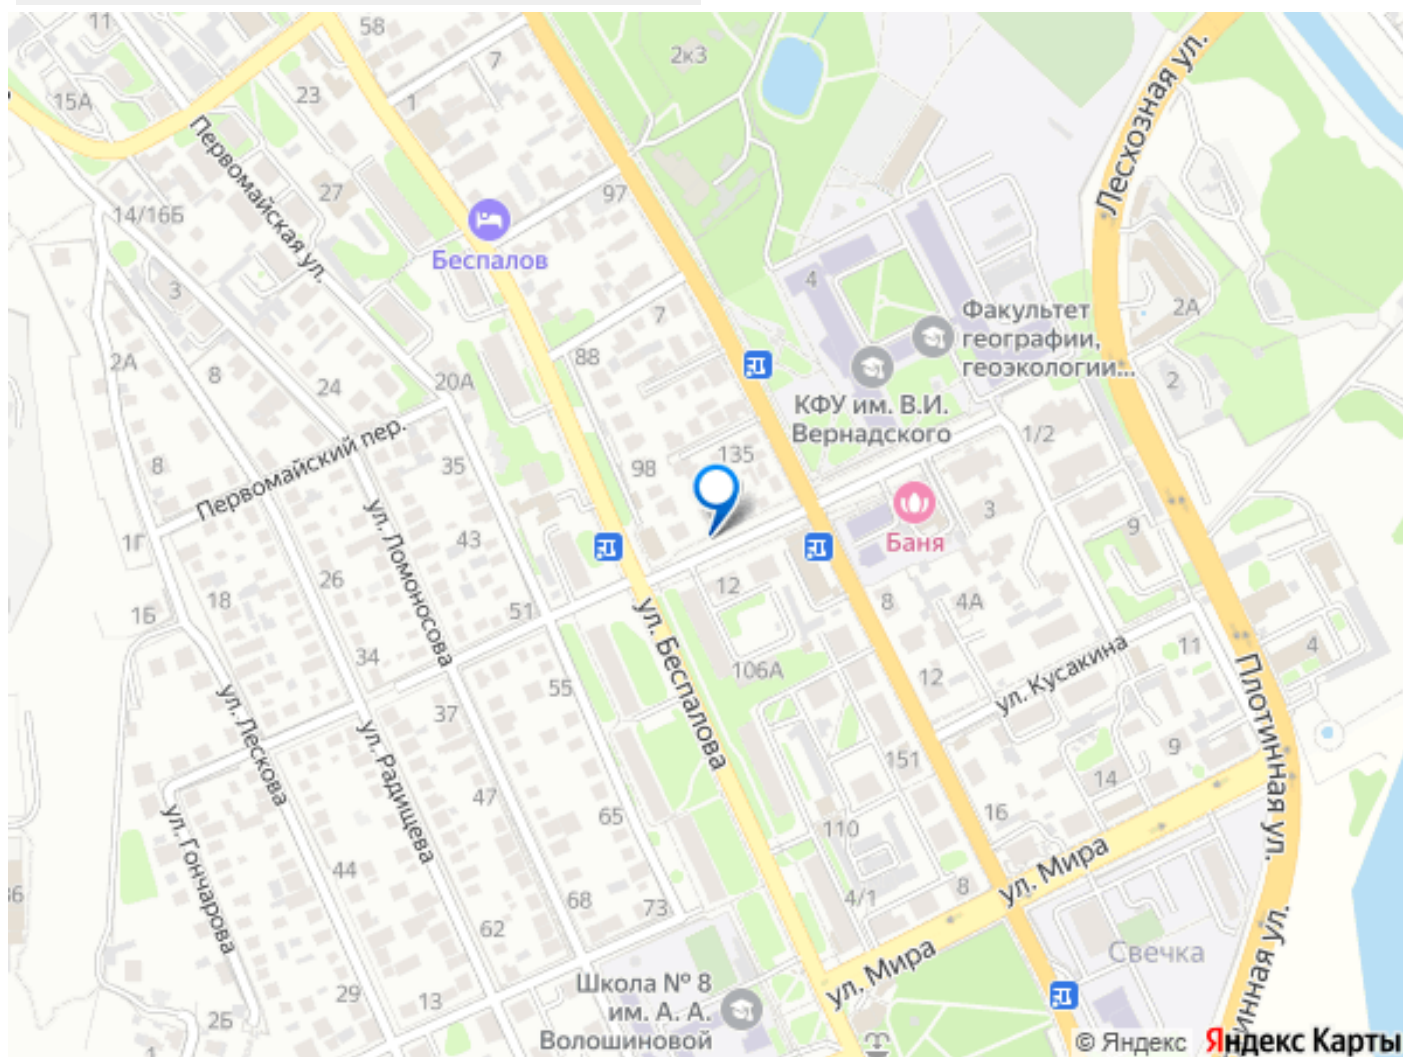 11
58
2к3
7
15А
23
1
Лесхозная ул.
Первомайская ул.
27
97
14/16Б
Беспалов
3
4
Факультет
географии,
геоэкологии...
2А
7
2А
8
88
24
20А
2
КФУ им. В.И.
Вернадского
1/2
Первомайский пер.
8
35
98
135
ул. Ломоносова
43
3
9
1Г
Баня
26
18
1Б
51
12
8
4А
ул. Беспалова
34
106А
11
4
12
ул. Кусакина
Плотинная ул.
55
37
ул. Лескова
ул. Радищева
151
9
14
47
65
16
110
ул. Гончарова
44
ул. Мира
8
4/1
68
73
62
Свечка
ул. Мира
Школа № 8
им. А. А.
Волошиновой
29
13
2Б
1
инная ул.
© Яндекс Яндекс Карты